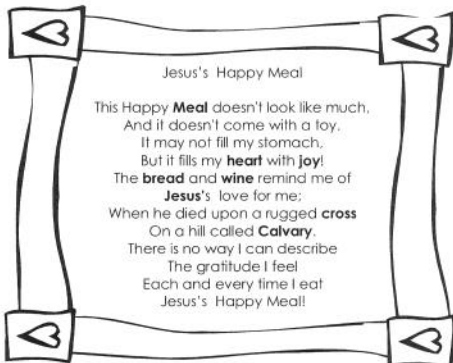 Jesus's Happy Meal
This Happy Meal doesn't look like much,
And it doesn't come with a toy.
It may not fill my stomach,
But it fills my heart with joy!
The bread and wine remind me of
Jesus's love for me;
When he died upon a rugged cross
On a hill called Calvary.
There is no way I can describe
The gratitude I feel
Each and every time I eat
Jesus's Happy Meal!